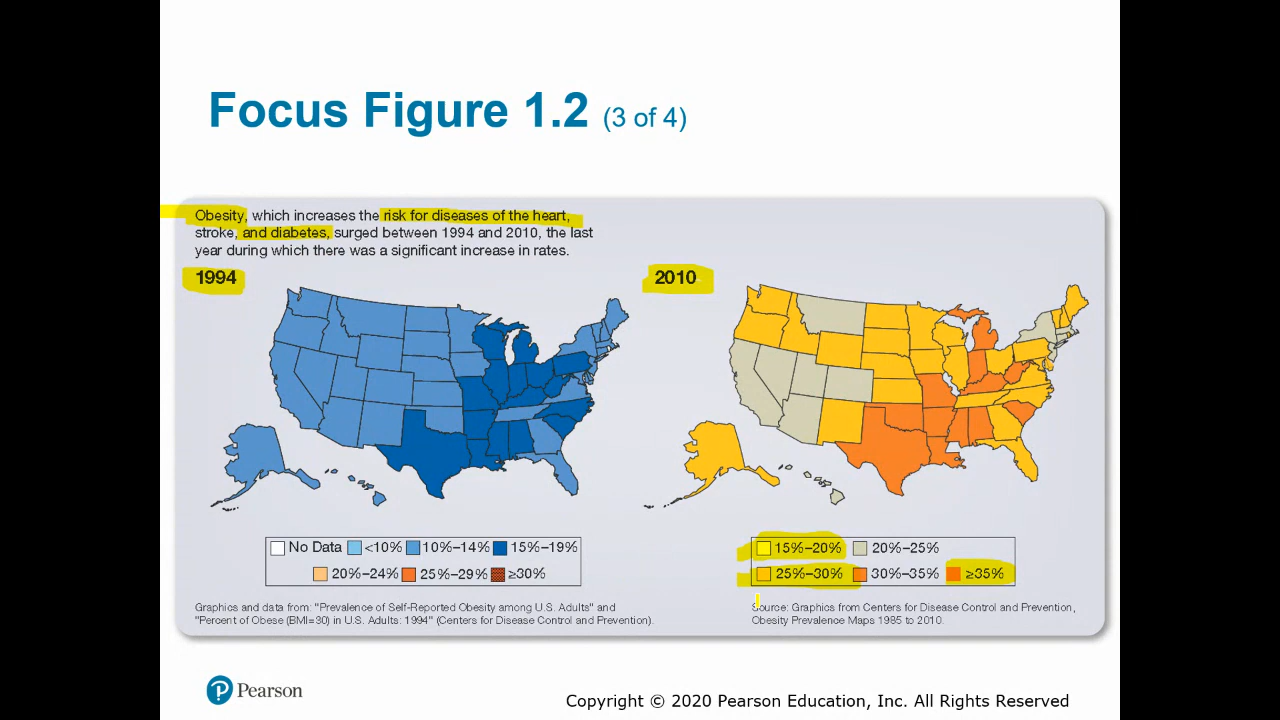 Focus Figure 1.2 (3 of 4)
Obesity, which increases the risk for diseases of the heart,
stroke, and diabetes, surged between 1994 and 2010, the last
year during which there was a significant increase in rates.
1994
2010
No Data <10% 10%–14% 15%–19%
20%–24% 25%–29% ≥30%
15%–20% 20%–25%
25%–30% 30%–35% ≥35%
Graphics and data from: "Prevalence of Self-Reported Obesity among U.S. Adults" and
"Percent of Obese (BMI=30) in U.S. Adults: 1994" (Centers for Disease Control and Prevention).
Source: Graphics from Centers for Disease Control and Prevention,
Obesity Prevalence Maps 1985 to 2010.
P Pearson
Copyright © 2020 Pearson Education, Inc. All Rights Reserved